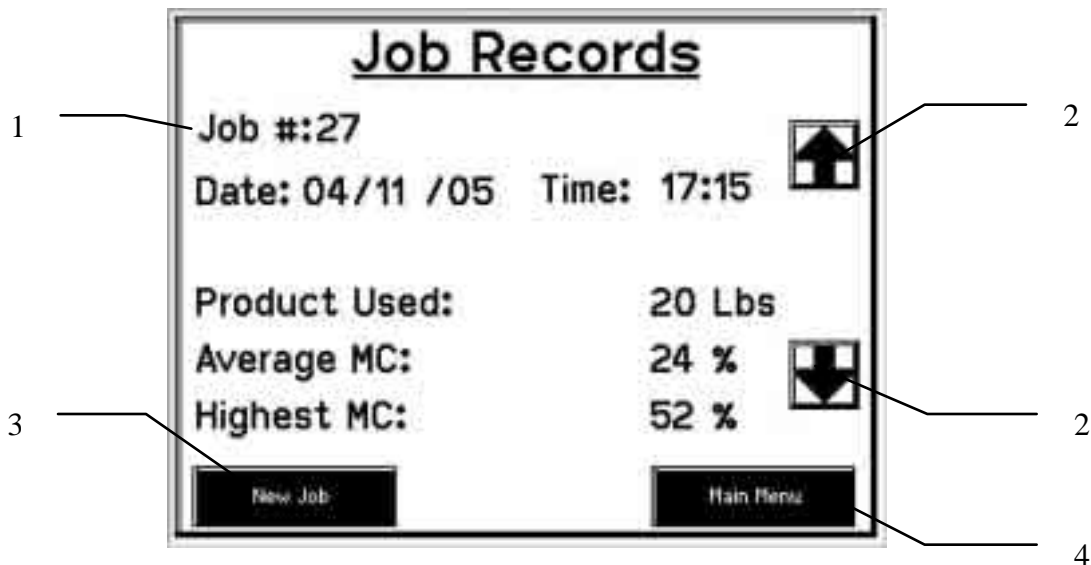 Job Records
1
Job #:27
2
Date: 04/11 /05 Time: 17:15
Product Used: 20 Lbs
Average MC: 24 %
Highest MC: 52 %
2
3
New Job
Main Menu
4